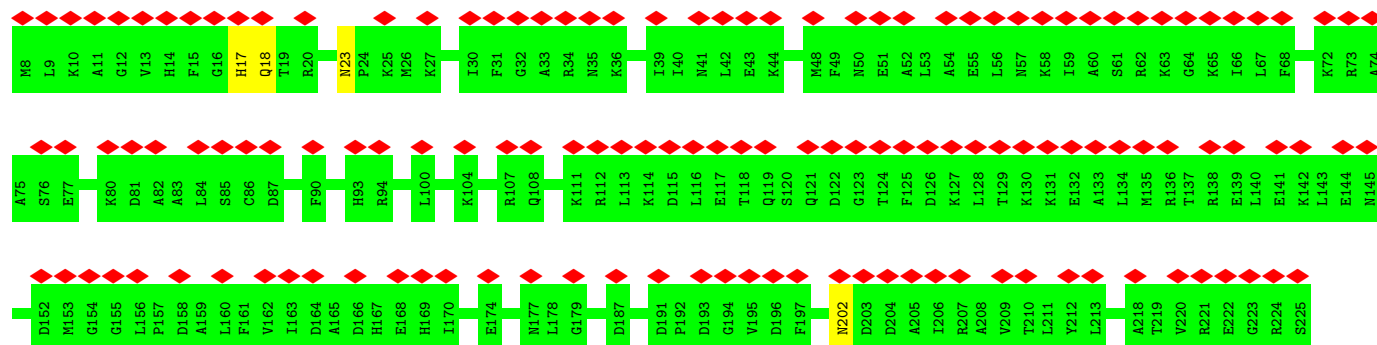 M8 L9 K10 A11 G12 V13 H14 F15 G16 H17 Q18 T19 R20 N23 P24 K25 M26 K27 I30 F31 G32 A33 R34 N35 K36 I39 I40 N41 L42 E43 K44 M48 F49 N50 E51 A52 L53 A54 E55 L56 N57 K58 I59 A60 S61 R62 K63 G64 K65 I66 L67 F68 K72 R73 A74
A75 S76 E77 K80 D81 A82 A83 L84 S85 C86 D87 F90 H93 R94 L100 K104 R107 Q108 K111 R112 L113 K114 D115 L116 E117 T118 Q119 S120 Q121 D122 G123 T124 F125 D126 K127 L128 T129 K130 K131 E132 A133 L134 M135 R136 T137 R138 E139 L140 E141 K142 L143 E144 N145
D152 M153 G154 G155 L156 P157 D158 A159 L160 F161 V162 I163 D164 A165 D166 H167 E168 H169 I170 E174 N177 L178 G179 D187 D191 P192 D193 G194 V195 D196 F197 N202 D203 D204 A205 I206 R207 A208 V209 T210 L211 Y212 L213 A218 T219 V220 R221 E222 G223 R224 S225